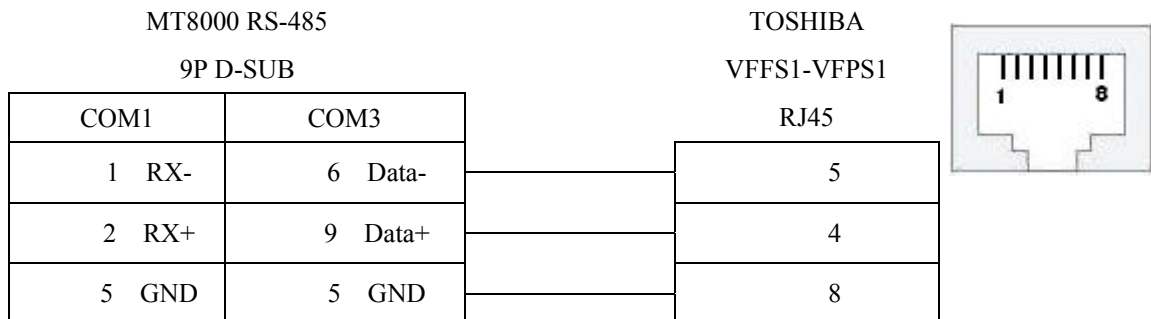 MT8000 RS-485 TOSHIBA
9P D-SUB VFFS1-VFPS1
COM1 COM3 RJ45
1 8
1 RX- 6 Data- 5
2 RX+ 9 Data+ 4
5 GND 5 GND 8